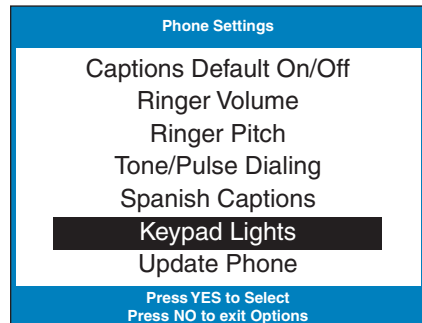 Phone Settings
Captions Default On/Off
Ringer Volume
Ringer Pitch
Tone/Pulse Dialing
Spanish Captions
Keypad Lights
Update Phone
Press YES to Select
Press NO to exit Options